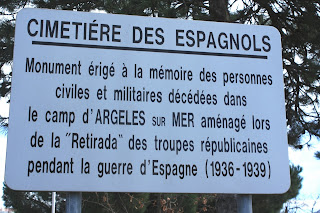 CIMETIÉRE DES ESPAGNOLS
Monument érigé à la mémoire des personnes
civiles et militaires décédées dans
le camp d'ARGELES SUR MER aménagé lors
de la "Retirada" des troupes républicaines
pendant la guerre d'Espagne (1936-1939)